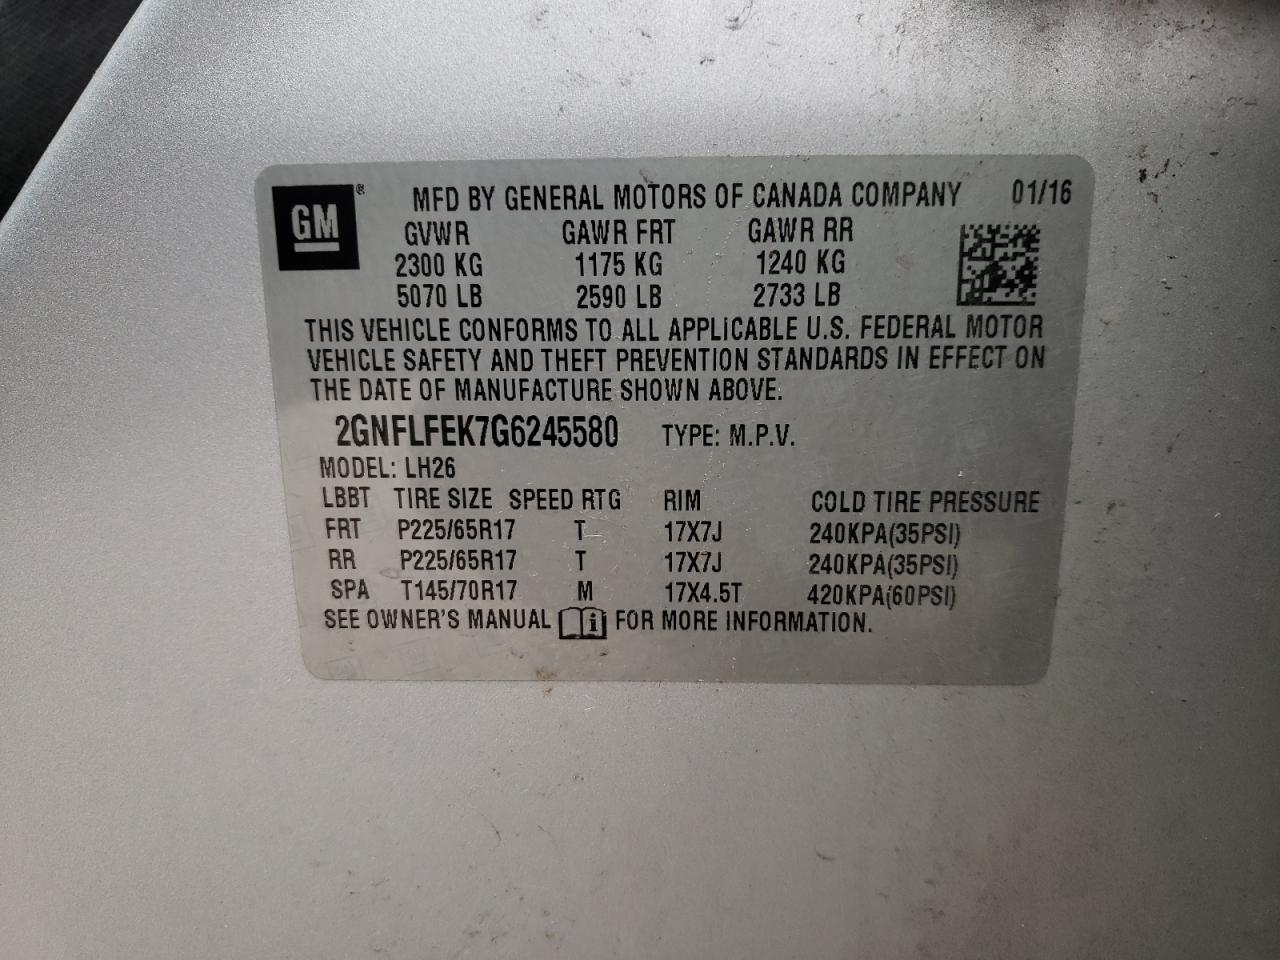 GM®
MFD BY GENERAL MOTORS OF CANADA COMPANY 01/16
GVWR GAWR FRT GAWR RR
2300 KG 1175 KG 1240 KG
5070 LB 2590 LB 2733 LB
THIS VEHICLE CONFORMS TO ALL APPLICABLE U.S. FEDERAL MOTOR
VEHICLE SAFETY AND THEFT PREVENTION STANDARDS IN EFFECT ON
THE DATE OF MANUFACTURE SHOWN ABOVE.
2GNFLFEK7G6245580 TYPE: M.P.V.
MODEL: LH26
LBBT TIRE SIZE SPEED RTG RIM COLD TIRE PRESSURE
FRT P225/65R17 T 17X7J 240KPA(35PSI)
RR P225/65R17 T 17X7J 240KPA(35PSI)
SPA T145/70R17 M 17X4.5T 420KPA(60PSI)
SEE OWNER'S MANUAL i FOR MORE INFORMATION.